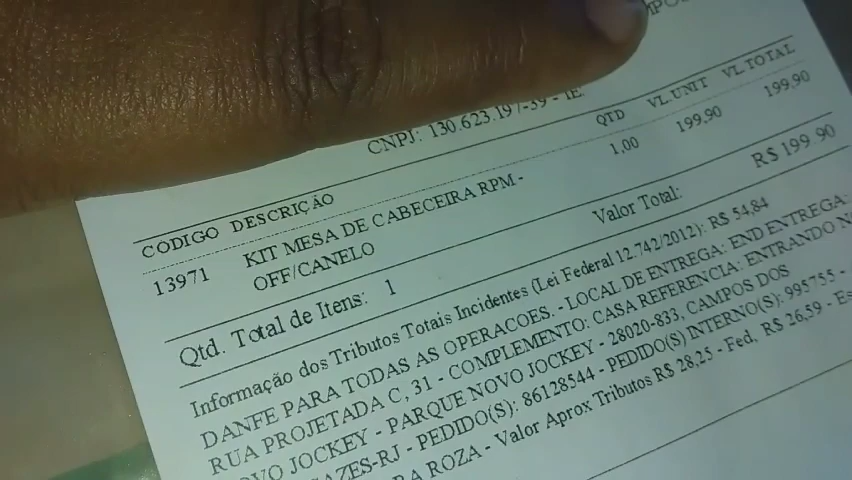 CNPJ: 130.623.197-39 - IE:
CÓDIGO DESCRIÇÃO QTD VL.UNIT VL.TOTAL
13971 KIT MESA DE CABECEIRA RPM - 1,00 199,90 199,90
OFF/CANELO
Qtd. Total de Itens: 1 Valor Total: R$ 199.90
Informação dos Tributos Totais Incidentes (Lei Federal 12.742/2012): R$ 54,84
DANFE PARA TODAS AS OPERACOES. - LOCAL DE ENTREGA: END ENTREGA:
RUA PROJETADA C, 31 - COMPLEMENTO: CASA REFERENCIA: ENTRANDO
JOCKEY - PARQUE NOVO JOCKEY - 28020-833, CAMPOS DOS
-RJ - PEDIDO(S): 86128544 - PEDIDO(S) INTERNO(S): 995755 -
ROZA - Valor Aprox Tributos R$ 28,25 - Fed, R$ 26,59 -